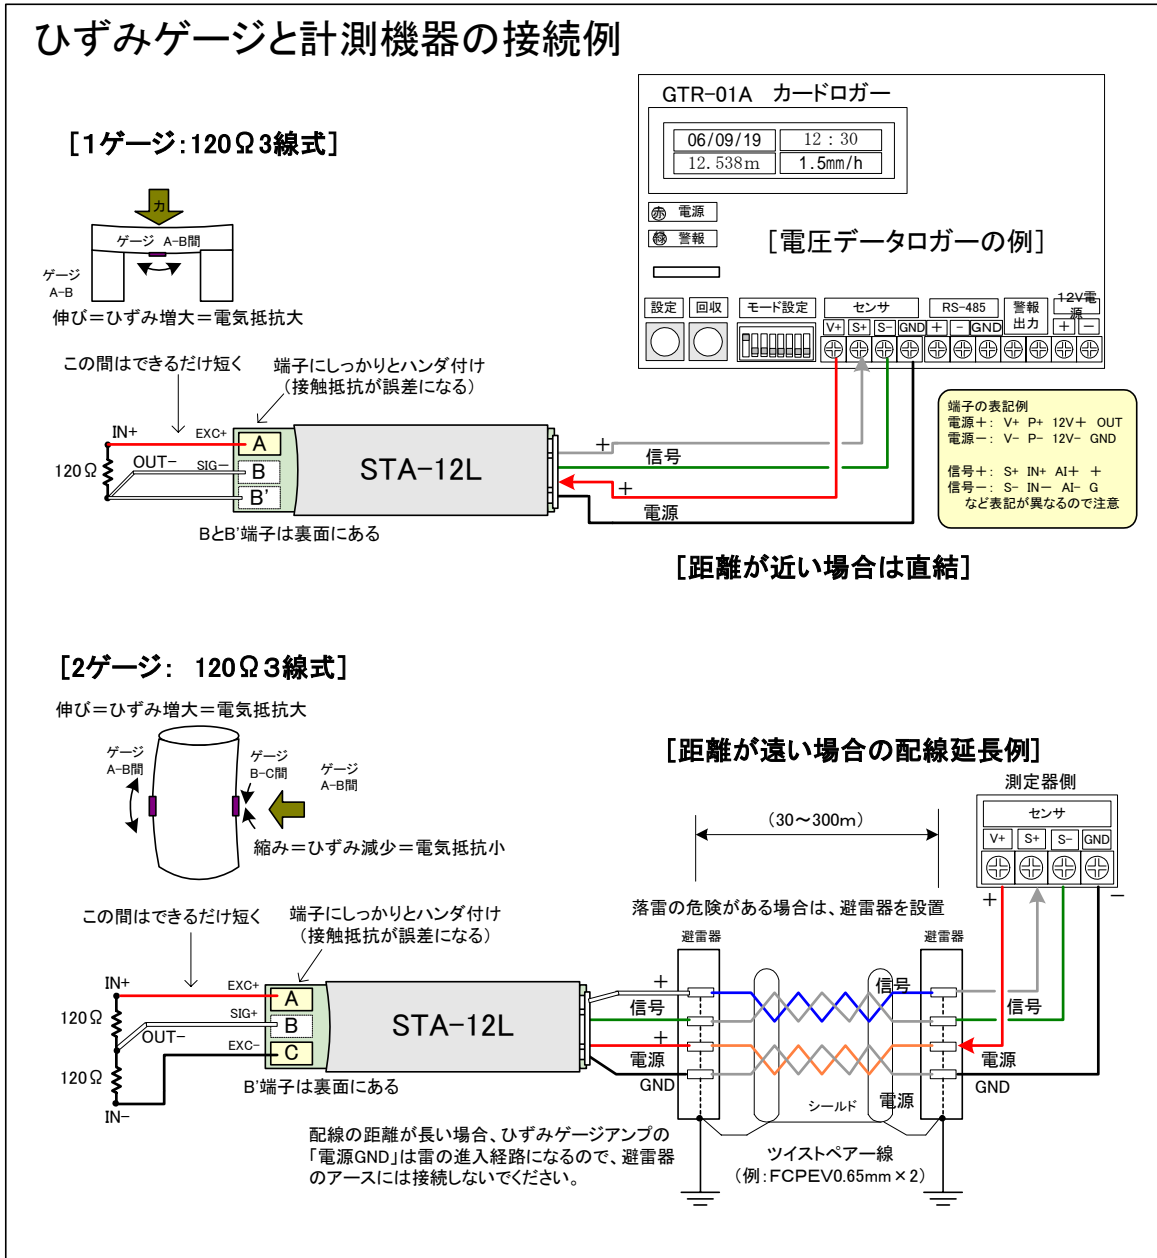 ひずみゲージと計測機器の接続例
[1ゲージ:120Ω3線式]
力
ゲージ A-B間
ゲージ
A-B
伸び=ひずみ増大=電気抵抗大
この間はできるだけ短く
端子にしっかりとハンダ付け
(接触抵抗が誤差になる)
IN+
EXC+
A
120Ω
OUT-
SIG-
B
B'
STA-12L
BとB'端子は裏面にある
+
信号
+
電源
GTR-01A カードロガー
06/09/19
12：30
12.538m
1.5mm/h
赤 電源
警報
[電圧データロガーの例]
設定
回収
モード設定
センサ
RS-485
警報
出力
12V電
源
V+
S+
S-
GND
+
-
GND
+
-
端子の表記例
電源+: V+ P+ 12V+ OUT
電源-: V- P- 12V- GND
信号+: S+ IN+ AI+ +
信号-: S- IN- AI- G
など表記が異なるので注意
[距離が近い場合は直結]
[2ゲージ: 120Ω3線式]
伸び=ひずみ増大=電気抵抗大
ゲージ
A-B間
ゲージ
B-C間
ゲージ
A-B間
縮み=ひずみ減少=電気抵抗小
この間はできるだけ短く
端子にしっかりとハンダ付け
(接触抵抗が誤差になる)
IN+
EXC+
A
120Ω
SIG+
B
OUT-
EXC-
C
120Ω
IN-
STA-12L
B'端子は裏面にある
[距離が遠い場合の配線延長例]
測定器側
センサ
V+
S+
S-
GND
+
-
(30～300m)
落雷の危険がある場合は、避雷器を設置
避雷器
避雷器
+
信号
+
電源
GND
信号
シールド
電源
信号
電源
GND
配線の距離が長い場合、ひずみゲージアンプの
「電源GND」は雷の進入経路になるので、避雷器
のアースには接続しないでください。
ツイストペアー線
(例:FCPEV0.65mm×2)